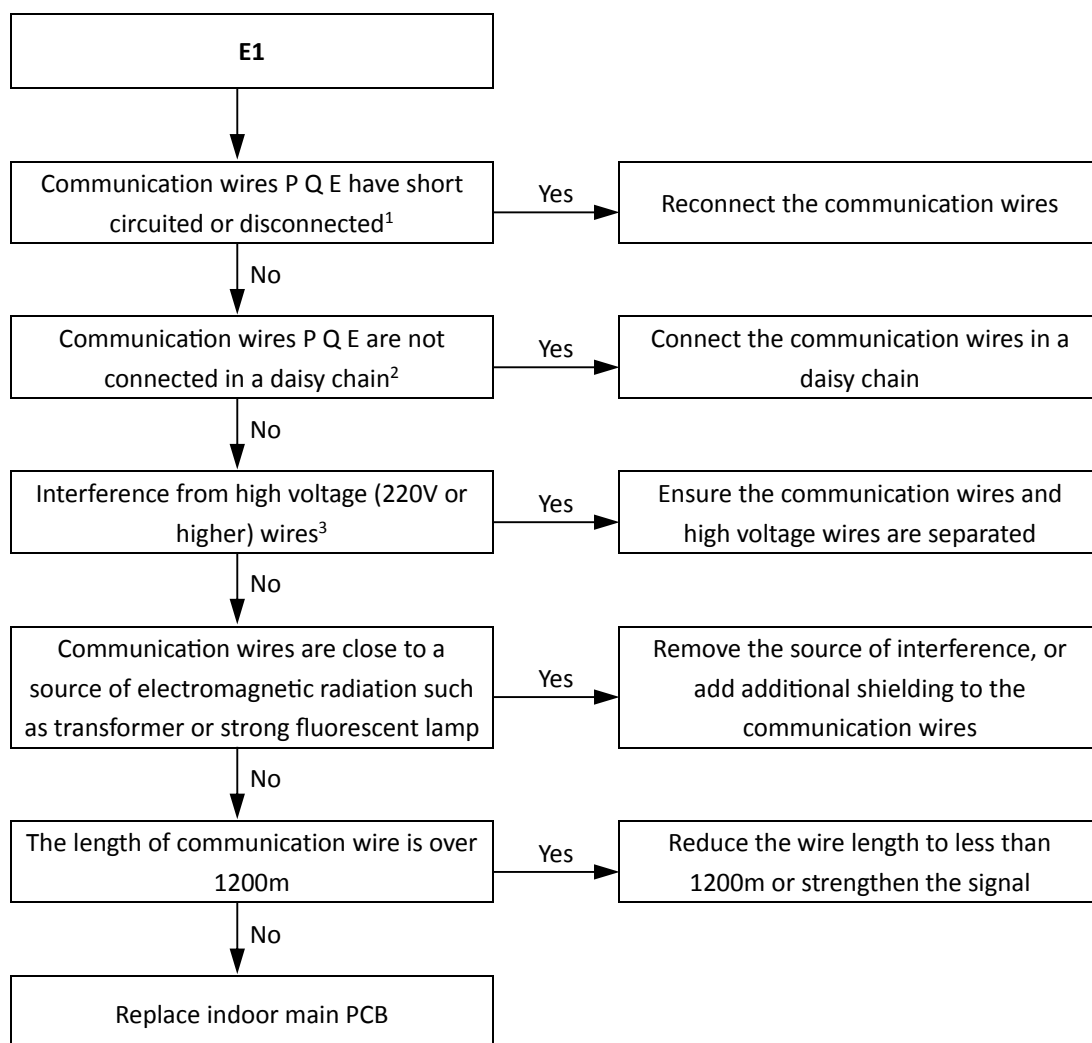 E1
Communication wires P Q E have short
circuited or disconnected¹
Yes
Reconnect the communication wires
No
Communication wires P Q E are not
connected in a daisy chain²
Yes
Connect the communication wires in a
daisy chain
No
Interference from high voltage (220V or
higher) wires³
Yes
Ensure the communication wires and
high voltage wires are separated
No
Communication wires are close to a
source of electromagnetic radiation such
as transformer or strong fluorescent lamp
Yes
Remove the source of interference, or
add additional shielding to the
communication wires
No
The length of communication wire is over
1200m
Yes
Reduce the wire length to less than
1200m or strengthen the signal
No
Replace indoor main PCB